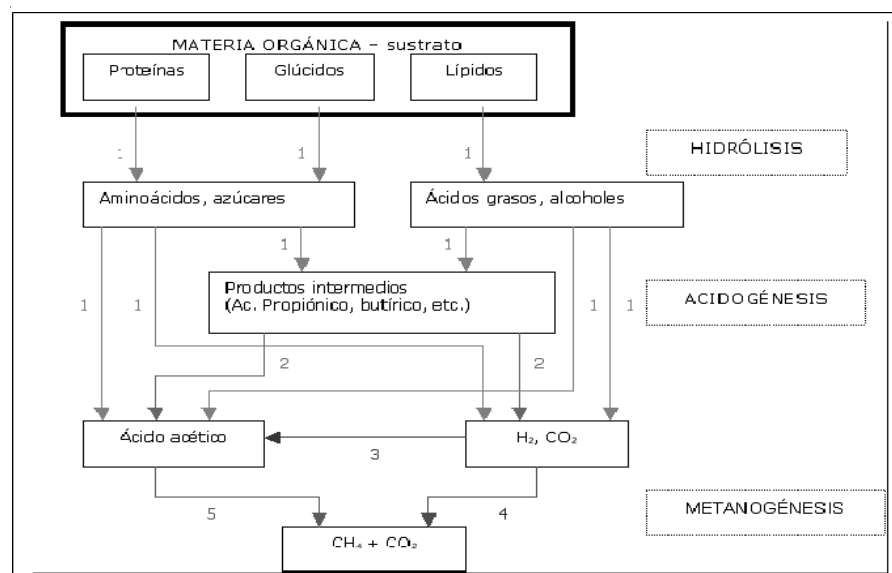 MATERIA ORGÁNICA – sustrato
Proteínas Glúcidos Lípidos
1 1 1 HIDRÓLISIS
Aminoácidos, azúcares Ácidos grasos, alcoholes
1 1
Productos intermedios
(Ac. Propiónico, butírico, etc.)
1 1 1 1 ACIDOGÉNESIS
2 2
Ácido acético H₂, CO₂
3
5 4 METANOGÉNESIS
CH₄ + CO₂